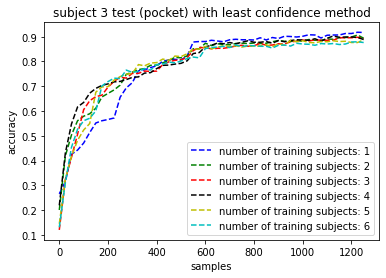 subject 3 test (pocket) with least confidence method
accuracy
0.9
0.8
0.7
0.6
0.5
0.4
0.3
0.2
0.1
number of training subjects: 1
number of training subjects: 2
number of training subjects: 3
number of training subjects: 4
number of training subjects: 5
number of training subjects: 6
0 200 400 600 800 1000 1200
samples